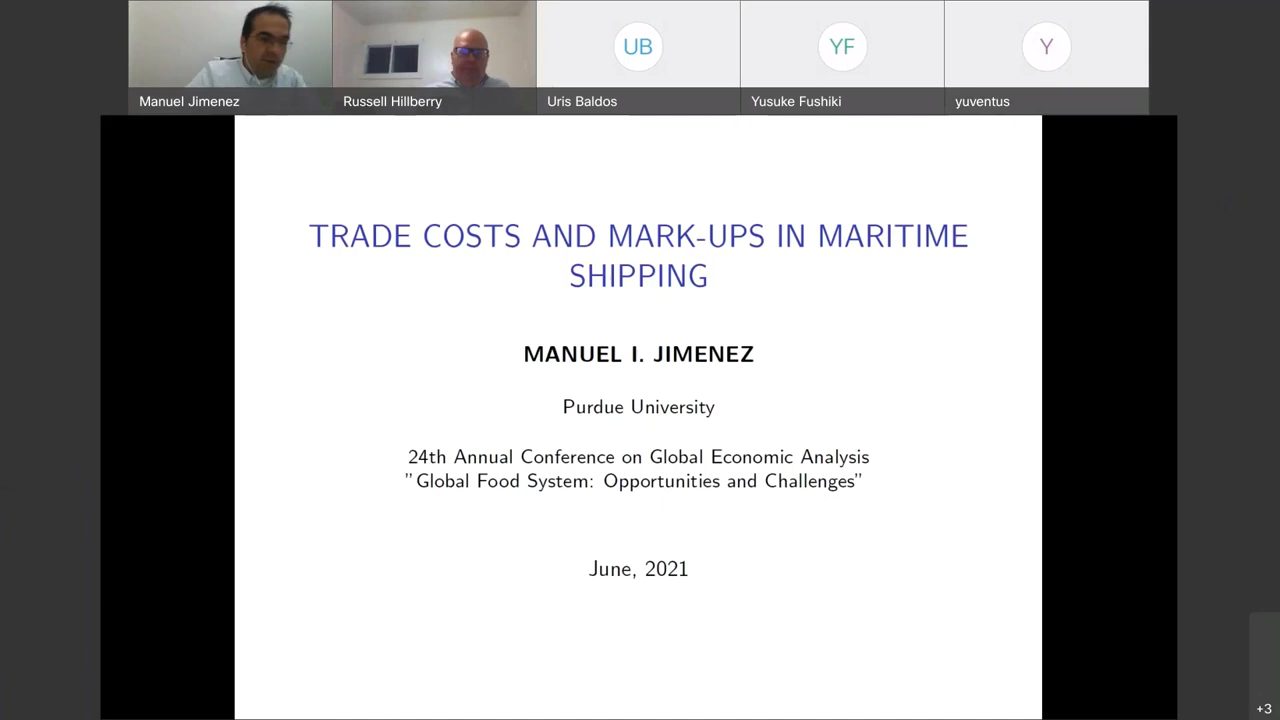 Manuel Jimenez
Russell Hillberry
UB
Uris Baldos
YF
Yusuke Fushiki
Y
yuventus
TRADE COSTS AND MARK-UPS IN MARITIME
SHIPPING
MANUEL I. JIMENEZ
Purdue University
24th Annual Conference on Global Economic Analysis
"Global Food System: Opportunities and Challenges"
June, 2021
+3